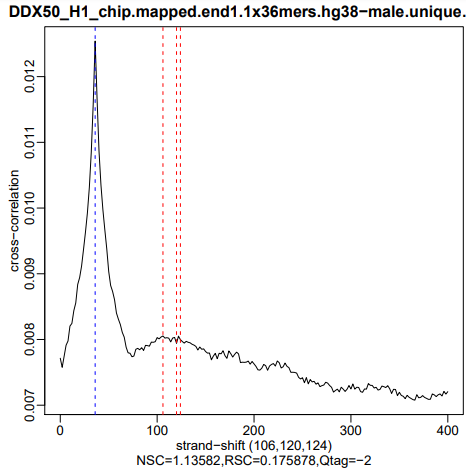 DDX50_H1_chip.mapped.end1.1x36mers.hg38−male.unique.
cross−correlation
0.007 0.008 0.009 0.010 0.011 0.012
0 100 200 300 400
strand−shift (106,120,124)
NSC=1.13582,RSC=0.175878,Qtag=−2